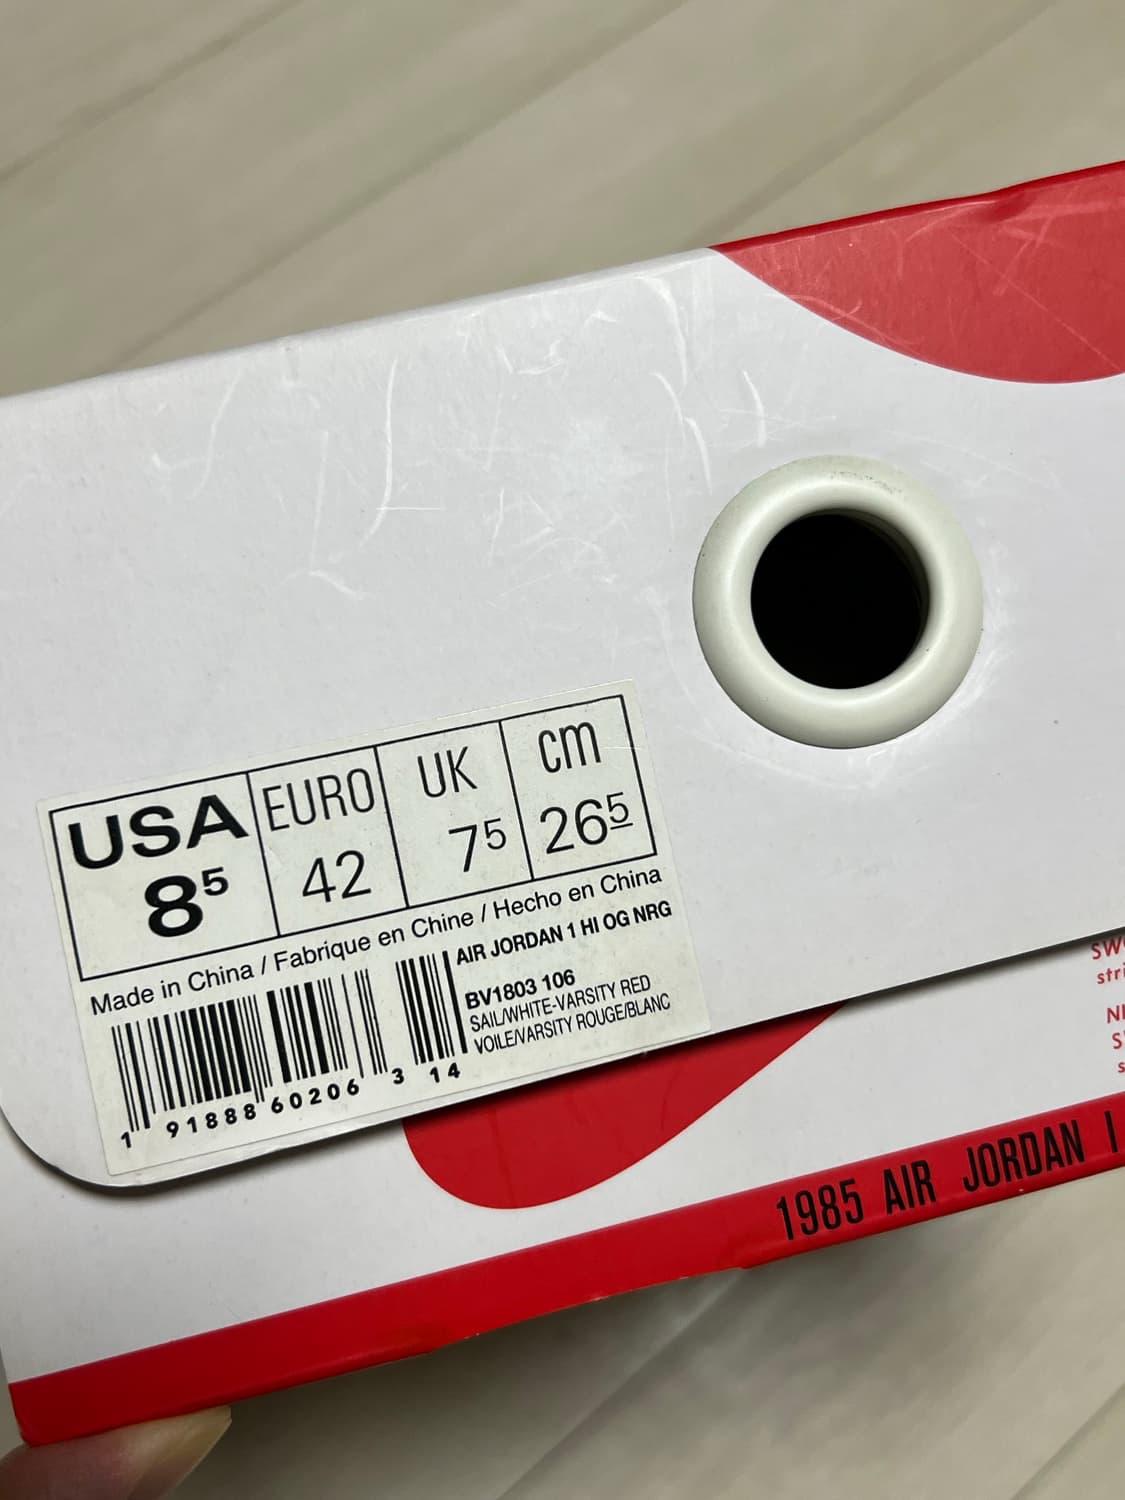 USA EURO UK cm
8⁵ 42 7⁵ 26⁵
Made in China / Fabrique en Chine / Hecho en China
AIR JORDAN 1 HI OG NRG
BV1803 106
SAIL/WHITE-VARSITY RED
VOILE/VARSITY ROUGE/BLANC
1 91888 60206 3 14
1985 AIR JORDAN I